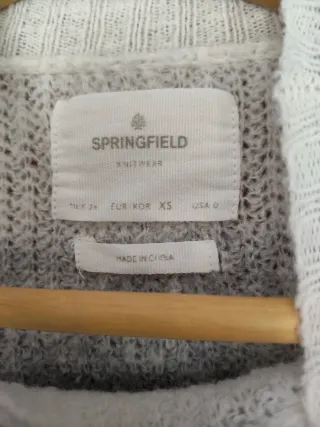 SPRINGFIELD
KNITWEAR
MEX 24 EUR/KOR XS USA 0
MADE IN CHINA